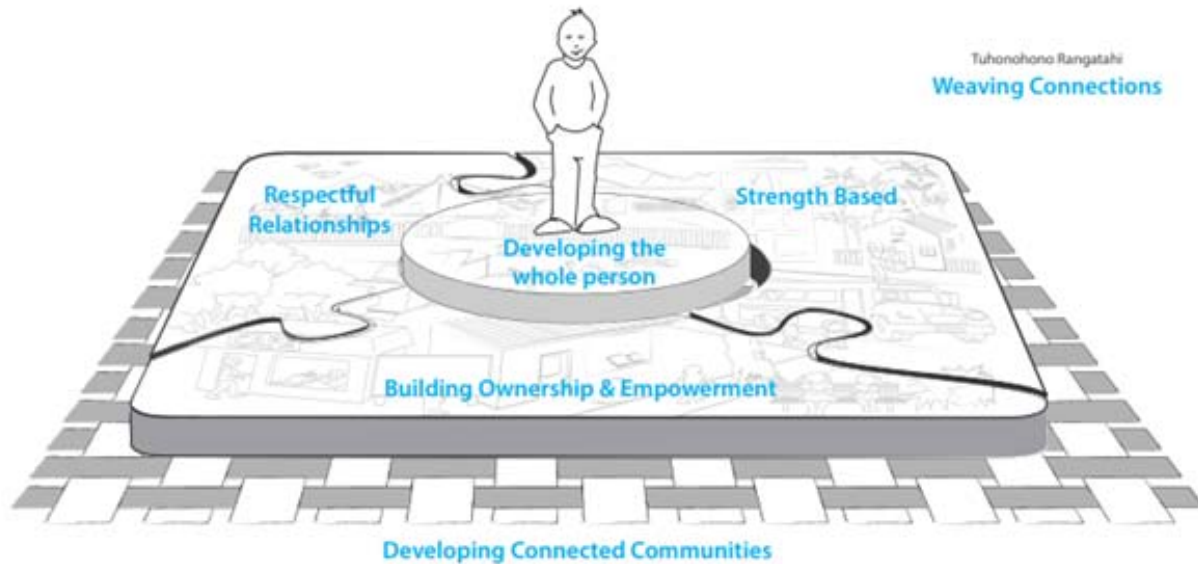 Tuhonohono Rangatahi
Weaving Connections
Respectful
Relationships
Strength Based
Developing the
whole person
Building Ownership & Empowerment
Developing Connected Communities